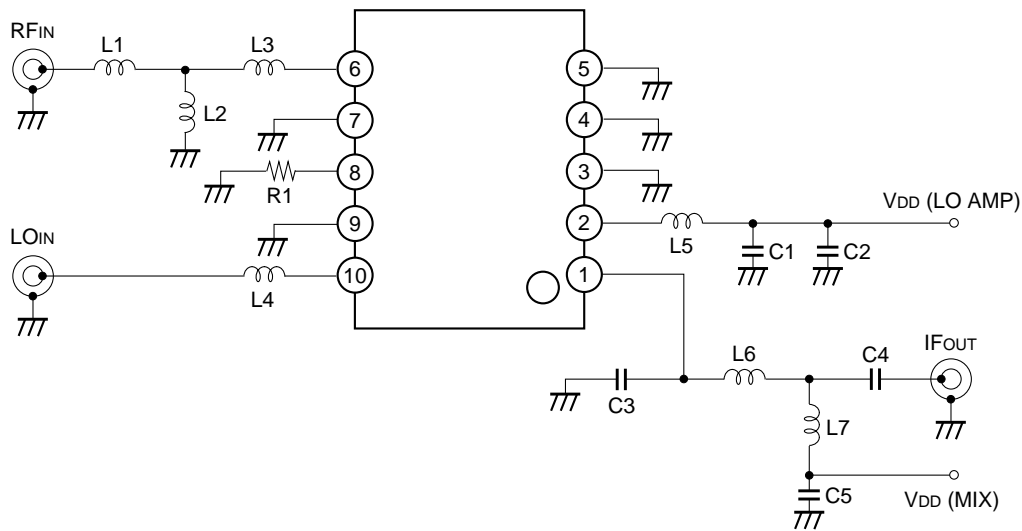 RFIN
L1
L3
L2
6
5
7
4
8
R1
3
9
2
L5
VDD (LO AMP)
C1
C2
LOIN
L4
10
1
IFOUT
L6
C4
C3
L7
C5
VDD (MIX)